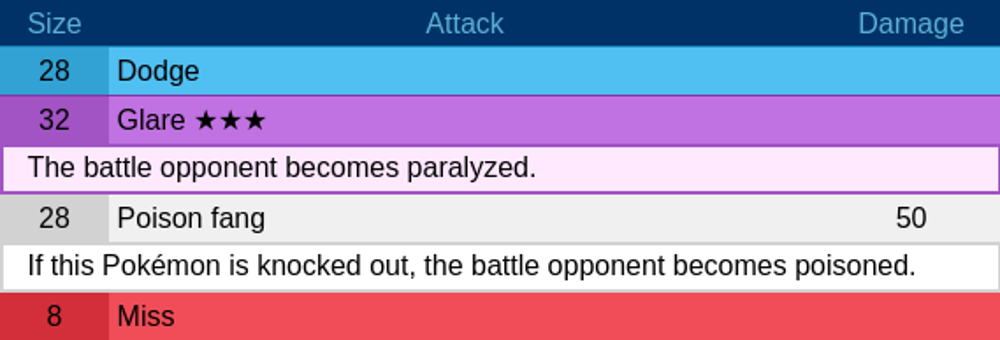 Size Attack Damage
28 Dodge
32 Glare ★★★
The battle opponent becomes paralyzed.
28 Poison fang 50
If this Pokémon is knocked out, the battle opponent becomes poisoned.
8 Miss